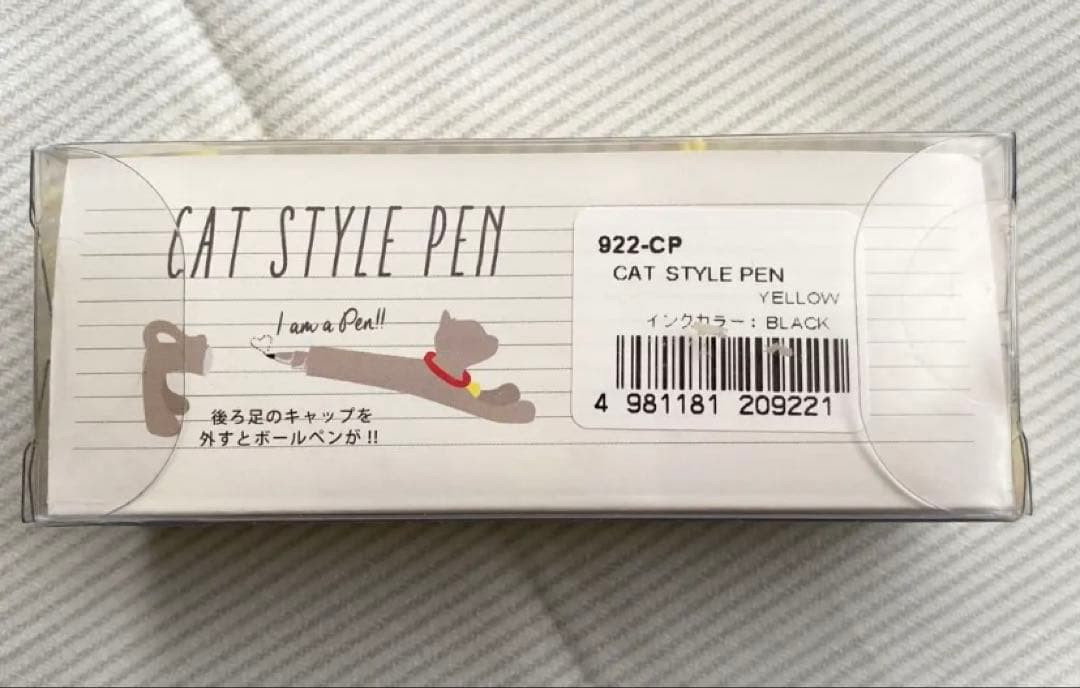 CAT STYLE PEN
I am a Pen!!
後ろ足のキャップを
外すとボールペンが!!
922-CP
CAT STYLE PEN
YELLOW
インクカラー：BLACK
4 981181 209221